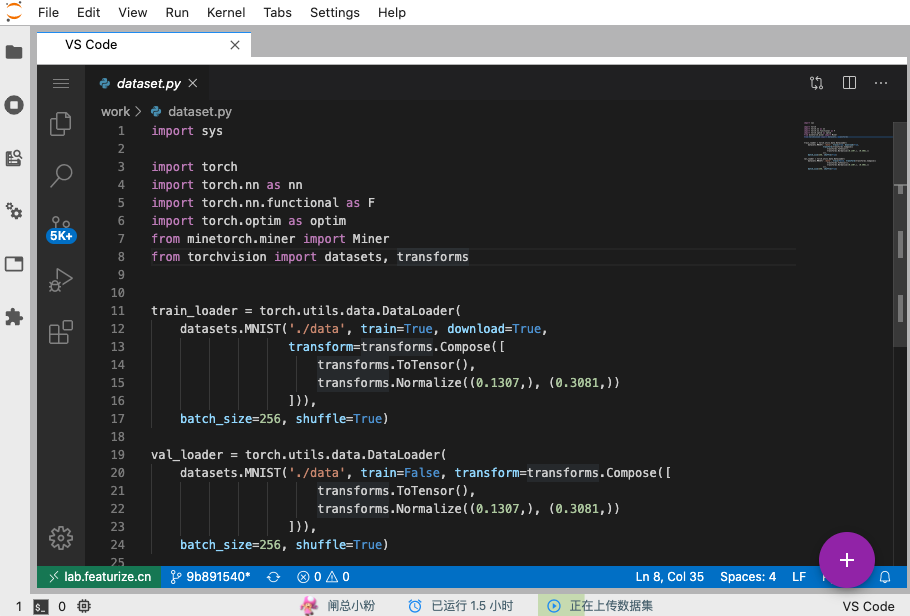 File Edit View Run Kernel Tabs Settings Help
VS Code
dataset.py
work > dataset.py
1 import sys
2
3 import torch
4 import torch.nn as nn
5 import torch.nn.functional as F
6 import torch.optim as optim
7 from minetorch.miner import Miner
8 from torchvision import datasets, transforms
9
10
11 train_loader = torch.utils.data.DataLoader(
12 datasets.MNIST('./data', train=True, download=True,
13 transform=transforms.Compose([
14 transforms.ToTensor(),
15 transforms.Normalize((0.1307,), (0.3081,))
16 ])),
17 batch_size=256, shuffle=True)
18
19 val_loader = torch.utils.data.DataLoader(
20 datasets.MNIST('./data', train=False, transform=transforms.Compose([
21 transforms.ToTensor(),
22 transforms.Normalize((0.1307,), (0.3081,))
23 ])),
24 batch_size=256, shuffle=True)
25
5K+
lab.featurize.cn 9b891540* 0 0 Ln 8, Col 35 Spaces: 4 LF
1 0 闸总小粉 已运行 1.5 小时 正在上传数据集 VS Code